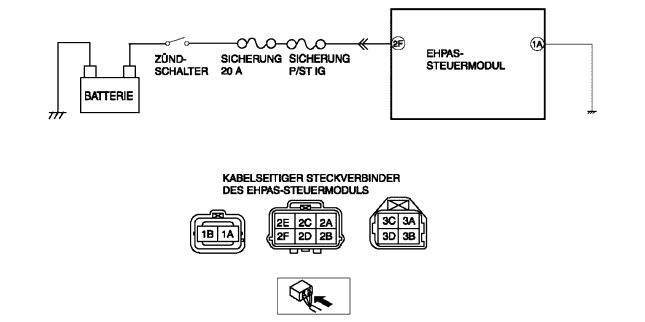 2F
1A
EHPAS-
STEUERMODUL
ZÜND-
SCHALTER
SICHERUNG
20 A
SICHERUNG
P/ST IG
BATTERIE
KABELSEITIGER STECKVERBINDER
DES EHPAS-STEUERMODULS
1B 1A
2E 2C 2A
2F 2D 2B
3C 3A
3D 3B